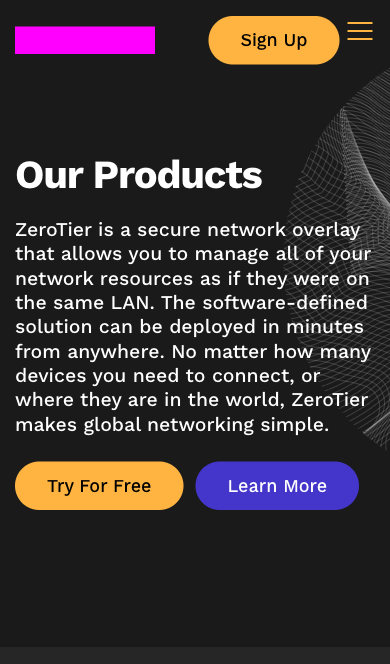 Sign Up
Our Products
ZeroTier is a secure network overlay
that allows you to manage all of your
network resources as if they were on
the same LAN. The software-defined
solution can be deployed in minutes
from anywhere. No matter how many
devices you need to connect, or
where they are in the world, ZeroTier
makes global networking simple.
Try For Free
Learn More